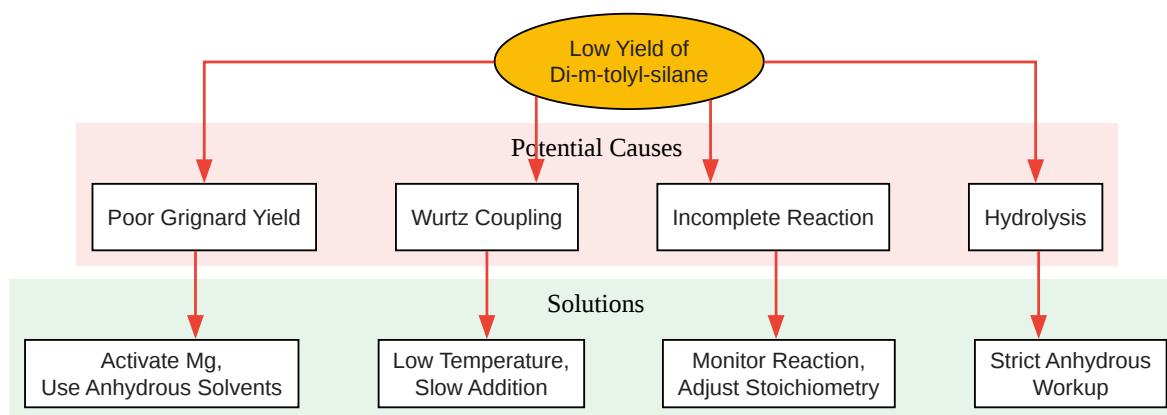 Low Yield of
Di-m-tolyl-silane
Potential Causes
Poor Grignard Yield
Wurtz Coupling
Incomplete Reaction
Hydrolysis
Solutions
Activate Mg,
Use Anhydrous Solvents
Low Temperature,
Slow Addition
Monitor Reaction,
Adjust Stoichiometry
Strict Anhydrous
Workup